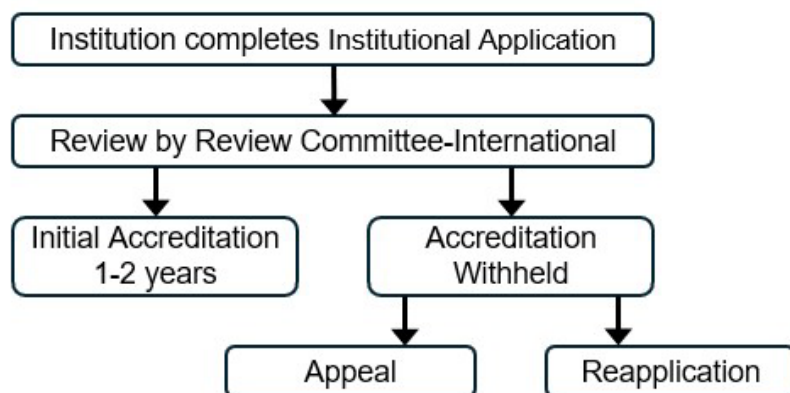 Institution completes Institutional Application
Review by Review Committee-International
Initial Accreditation
1-2 years
Accreditation
Withheld
Appeal
Reapplication